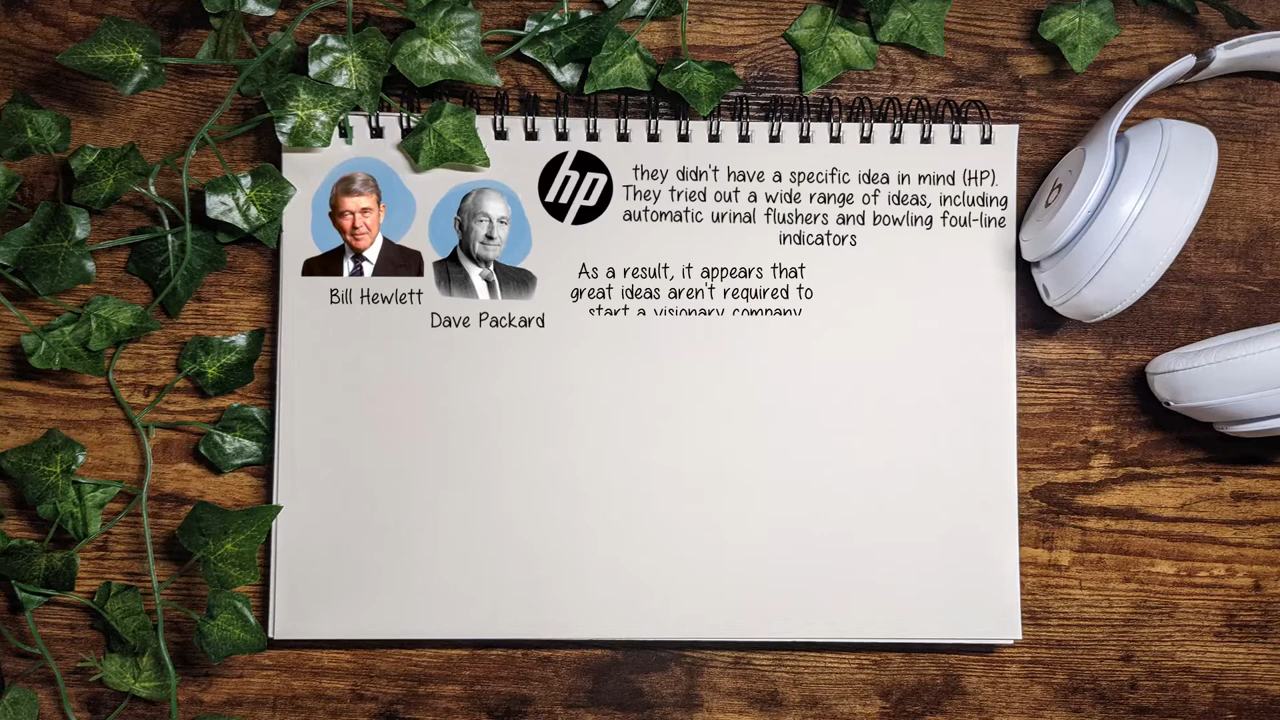 hp
they didn't have a specific idea in mind (HP).
They tried out a wide range of ideas, including
automatic urinal flushers and bowling foul-line
indicators
As a result, it appears that
great ideas aren't required to
start a visionary company
Bill Hewlett
Dave Packard